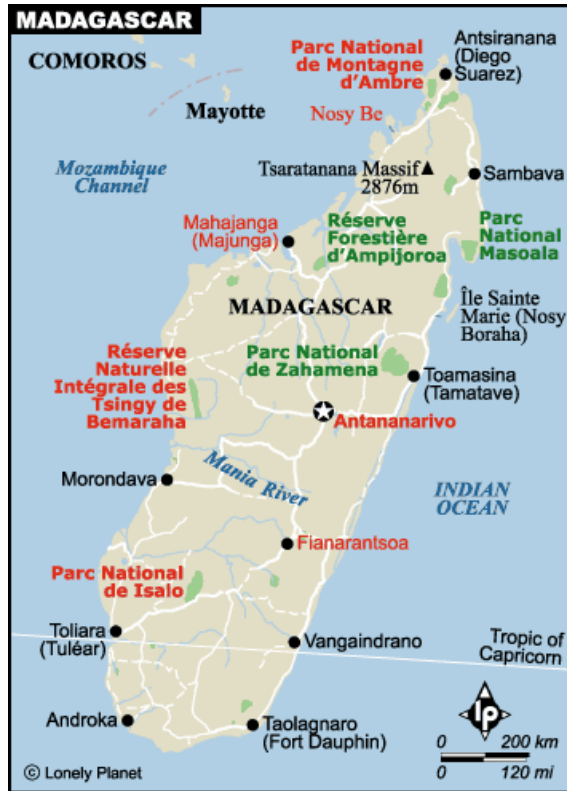 MADAGASCAR
COMOROS
Parc National
de Montagne
d'Ambre
Antsiranana
(Diego
Suarez)
Mayotte
Nosy Be
Mozambique
Channel
Tsaratanana Massif
2876m
Sambava
Mahajanga
(Majunga)
Réserve
Forestière
d'Ampijoroa
Parc
National
Masoala
MADAGASCAR
Île Sainte
Marie (Nosy
Boraha)
Réserve
Naturelle
Intégrale des
Tsingy de
Bemaraha
Parc National
de Zahamena
Toamasina
(Tamatave)
Antananarivo
Morondava
Mania River
INDIAN
OCEAN
Fianarantsoa
Parc National
de Isalo
Toliara
(Tuléar)
Vangaindrano
Tropic of
Capricorn
Androka
Taolagnaro
(Fort Dauphin)
lp
0 200 km
0 120 mi
© Lonely Planet